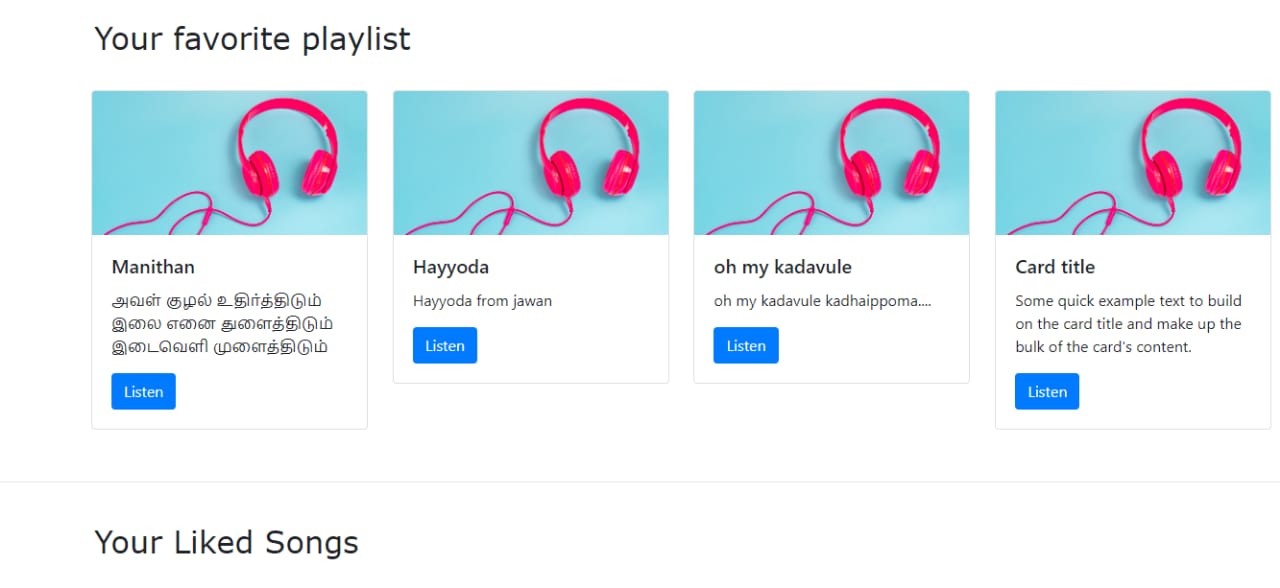 Your favorite playlist
Manithan
அவள் குழல் உதிர்த்திடும்
இலை எனை துளைத்திடும்
இடைவெளி முளைத்திடும்
Listen
Hayyoda
Hayyoda from jawan
Listen
oh my kadavule
oh my kadavule kadhaippoma....
Listen
Card title
Some quick example text to build
on the card title and make up the
bulk of the card's content.
Listen
Your Liked Songs